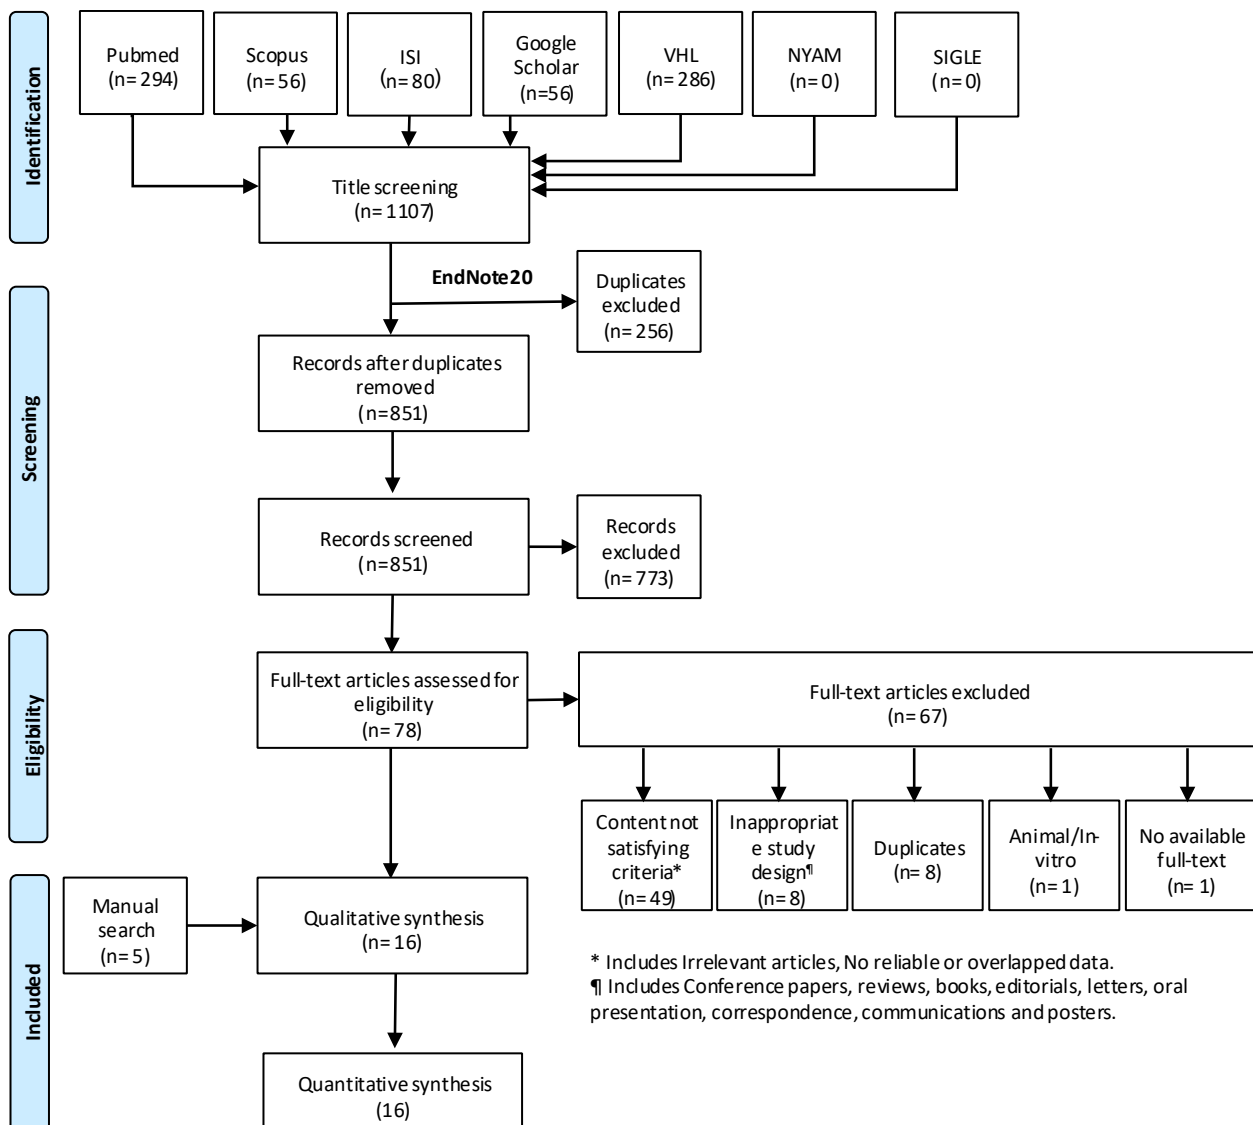 Identification
Pubmed
(n= 294)
Scopus
(n= 56)
ISI
(n= 80)
Google
Scholar
(n=56)
VHL
(n= 286)
NYAM
(n= 0)
SIGLE
(n= 0)
Title screening
(n= 1107)
Screening
EndNote20
Duplicates
excluded
(n= 256)
Records after duplicates
removed
(n=851)
Records screened
(n=851)
Records
excluded
(n= 773)
Eligibility
Full-text articles assessed for
eligibility
(n= 78)
Full-text articles excluded
(n= 67)
Content not
satisfying
criteria*
(n= 49)
Inappropriat
e study
design¶
(n= 8)
Duplicates
(n= 8)
Animal/In-
vitro
(n= 1)
No available
full-text
(n= 1)
Included
Manual
search
(n= 5)
Qualitative synthesis
(n= 16)
* Includes Irrelevant articles, No reliable or overlapped data.
¶ Includes Conference papers, reviews, books, editorials, letters, oral
presentation, correspondence, communications and posters.
Quantitative synthesis
(16)